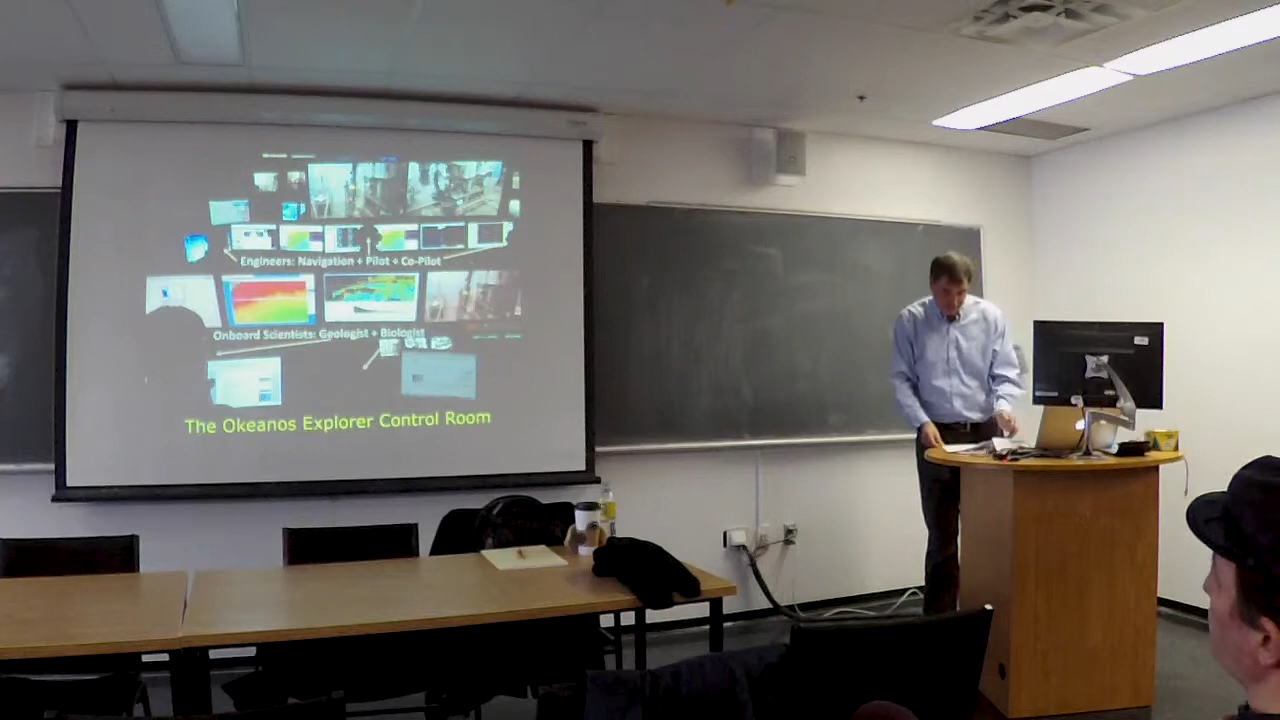 Engineers: Navigation + Pilot + Co-Pilot
Onboard Scientists: Geologist + Biologist
The Okeanos Explorer Control Room